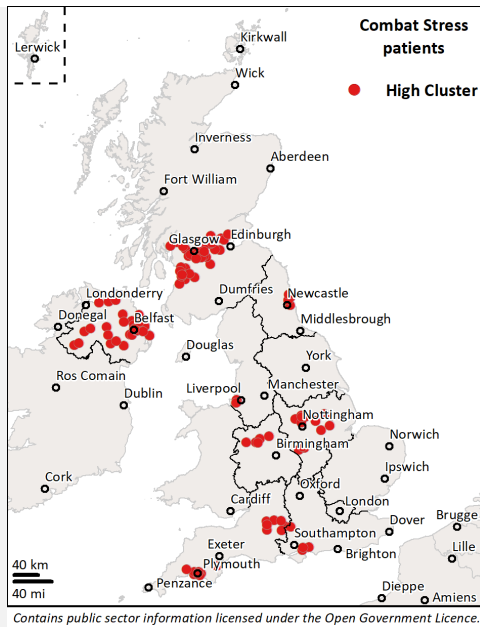 Combat Stress
patients
High Cluster
Lerwick
Kirkwall
Wick
Inverness
Aberdeen
Fort William
Glasgow
Edinburgh
Dumfries
Newcastle
Londonderry
Donegal
Belfast
Middlesbrough
Douglas
York
Ros Comain
Dublin
Liverpool
Manchester
Nottingham
Norwich
Birmingham
Ipswich
Cork
Oxford
Cardiff
London
Dover
Brugge
Southampton
Exeter
Brighton
Lille
Plymouth
Penzance
Dieppe
Amiens
40 km
40 mi
Contains public sector information licensed under the Open Government Licence.